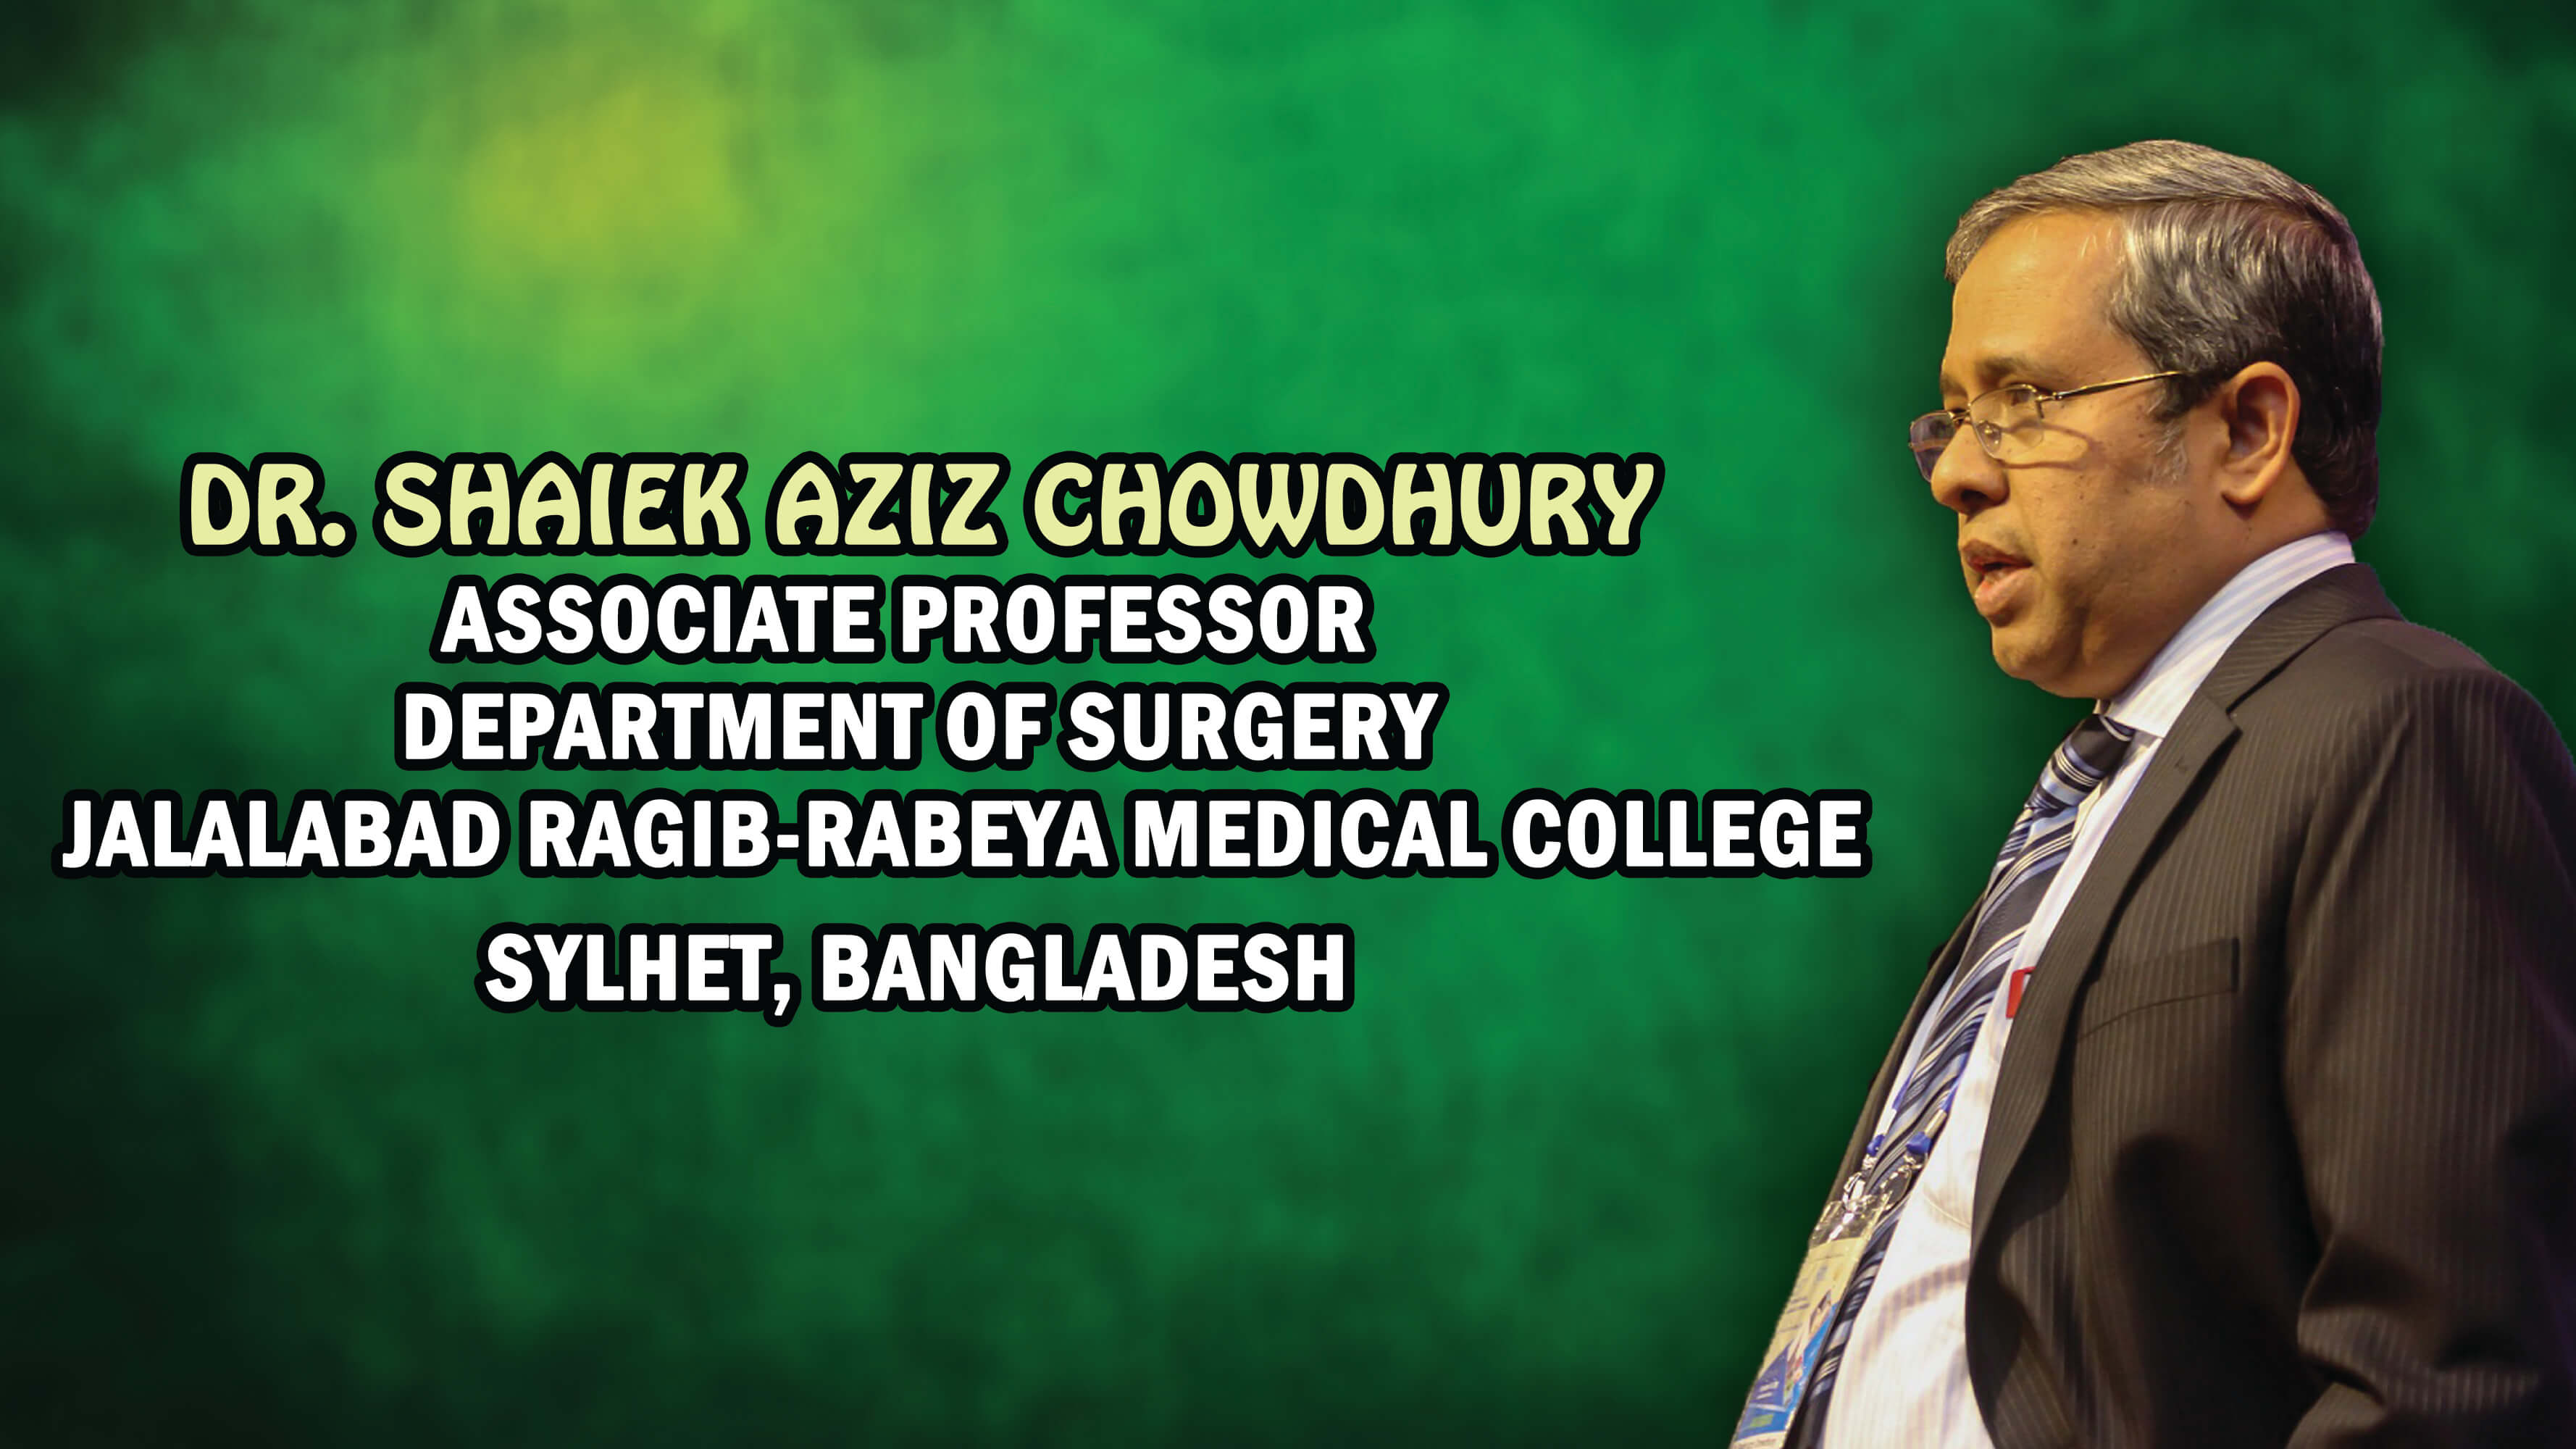 DR. SHAIEK AZIZ CHOWDHURY
ASSOCIATE PROFESSOR
DEPARTMENT OF SURGERY
JALALABAD RAGIB-RABEYA MEDICAL COLLEGE
SYLHET, BANGLADESH